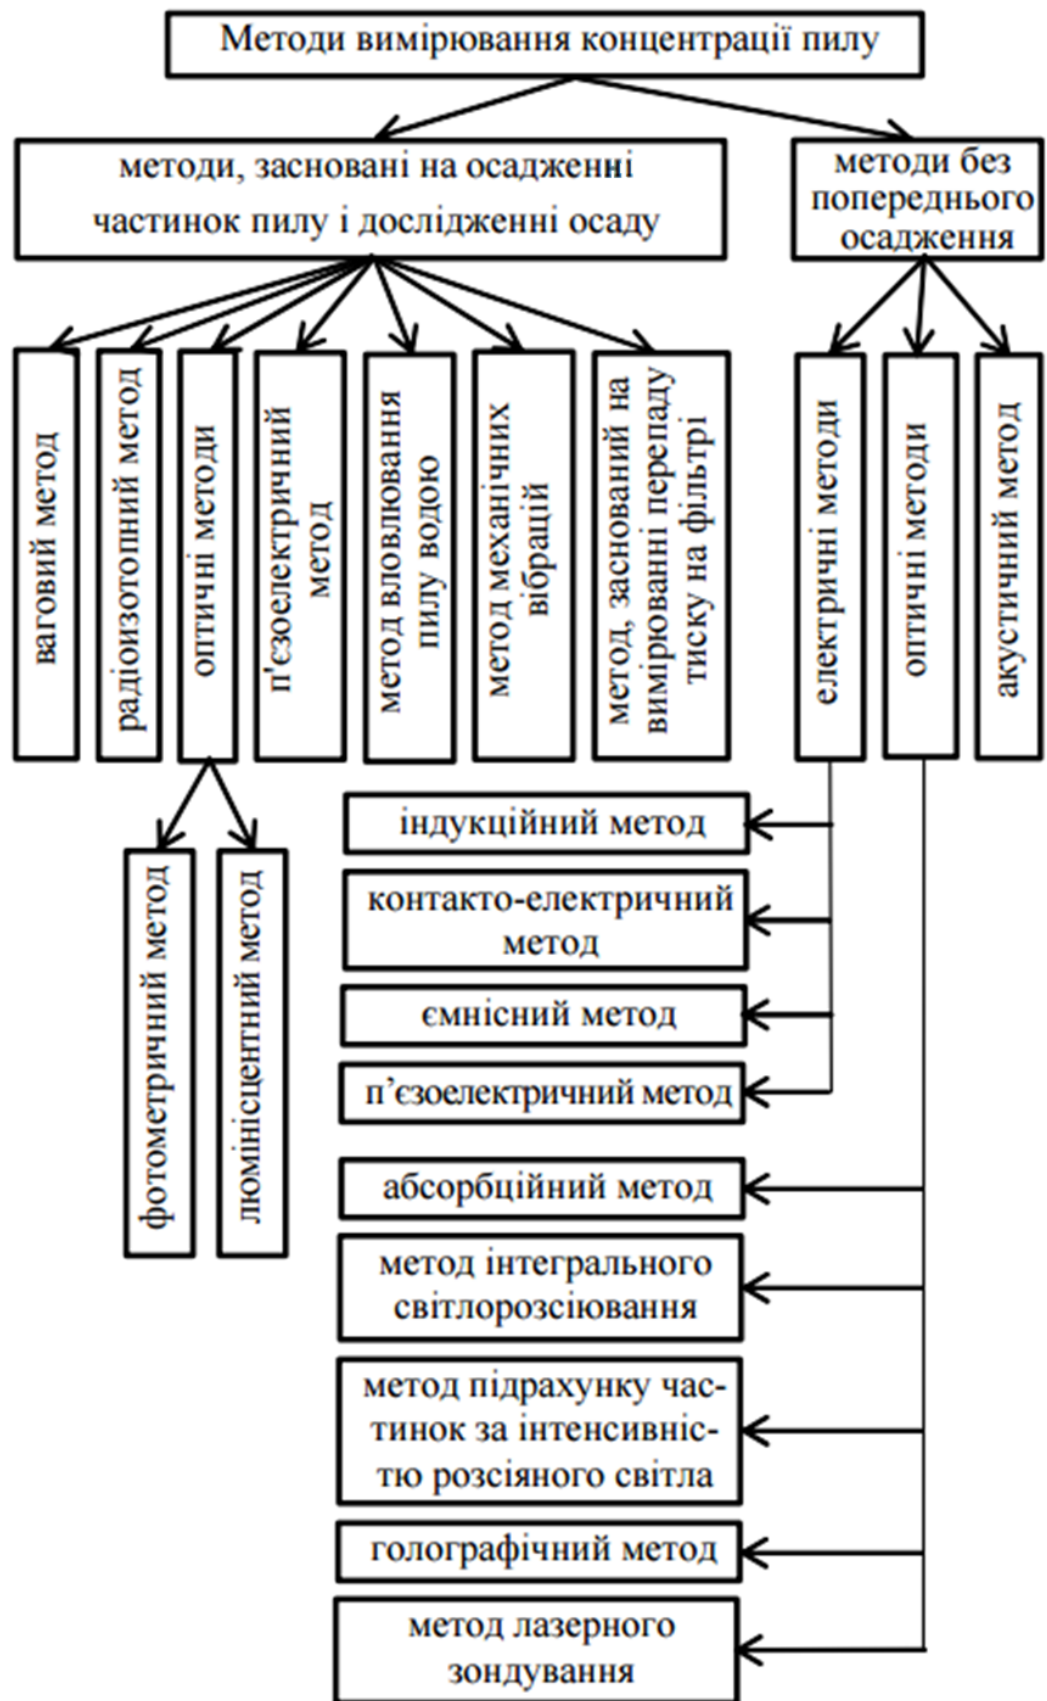 Методи вимірювання концентрації пилу
методи, засновані на осадженні
частинок пилу і дослідженні осаду
методи без
попереднього
осадження
ваговий метод
радіоизотопний метод
оптичні методи
п'єзоелектричний
метод
метод вловлювання
пилу водою
метод механічних
вібрацій
метод, заснований на
вимірюванні перепаду
тиску на фільтрі
електричні методи
оптичні методи
акустичний метод
фотометричний метод
люмінісцентний метод
індукційний метод
контакто-електричний
метод
ємнісний метод
п’єзоелектричний метод
абсорбційний метод
метод інтегрального
світлорозсіювання
метод підрахунку час-
тинок за інтенсивніс-
тю розсіяного світла
голографічний метод
метод лазерного
зондування